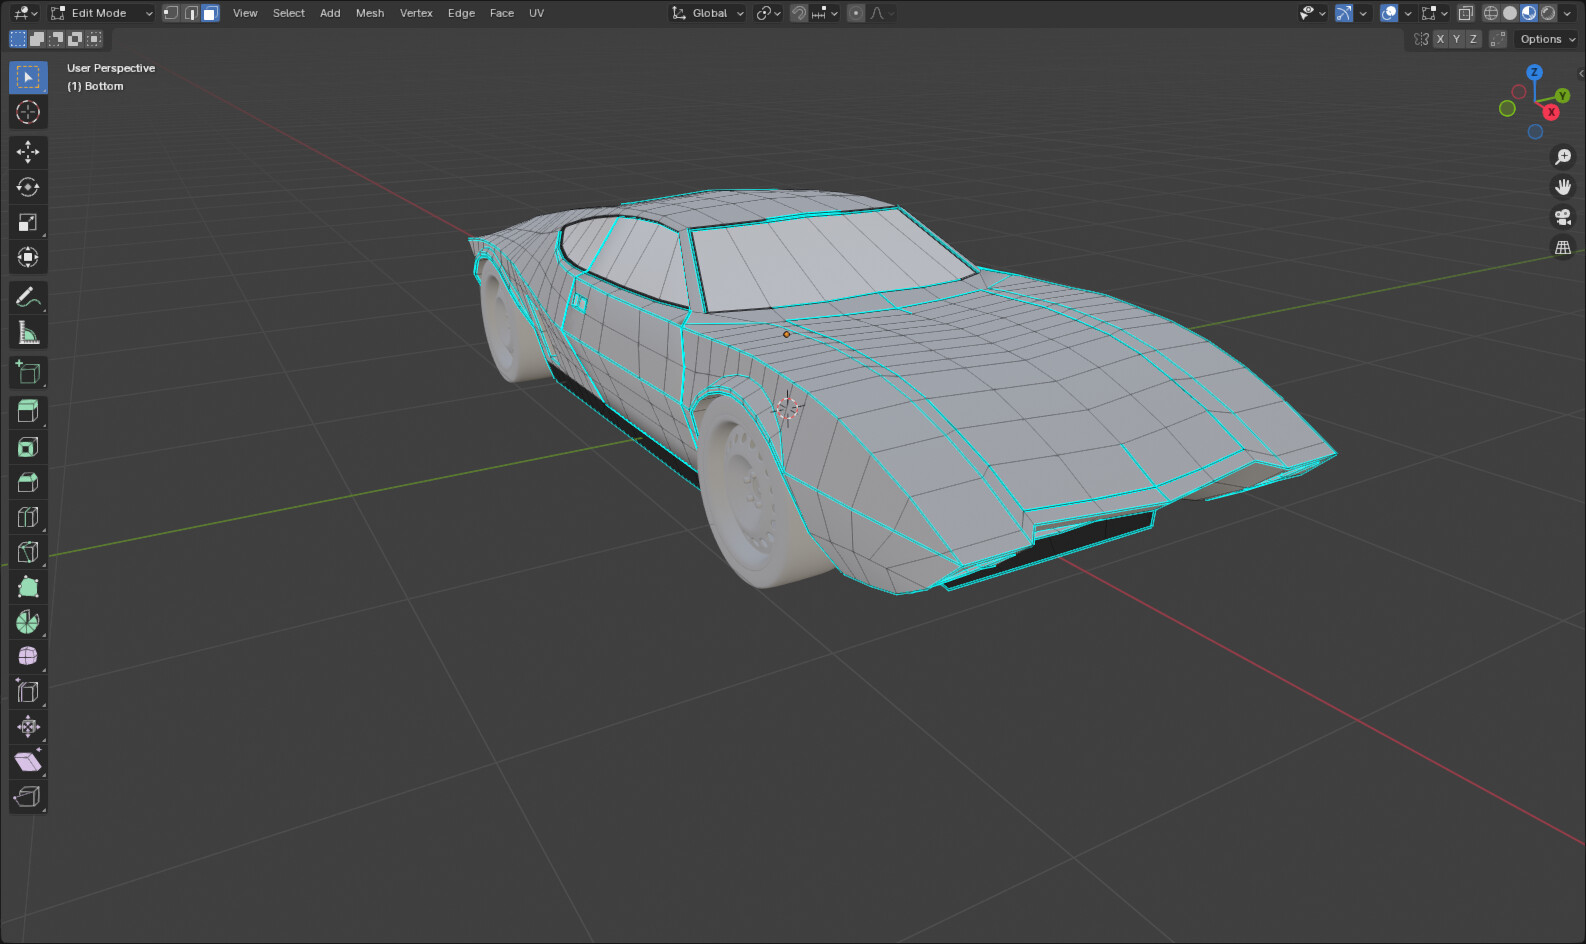 Edit Mode View Select Add Mesh Vertex Edge Face UV Global
X Y Z Options
User Perspective
(1) Bottom
Z
Y
X